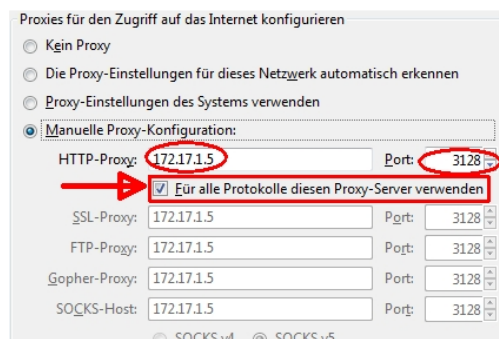 Proxies für den Zugriff auf das Internet konfigurieren
Kein Proxy
Die Proxy-Einstellungen für dieses Netzwerk automatisch erkennen
Proxy-Einstellungen des Systems verwenden
Manuelle Proxy-Konfiguration:
HTTP-Proxy: 172.17.1.5 Port: 3128
Für alle Protokolle diesen Proxy-Server verwenden
SSL-Proxy: 172.17.1.5 Port: 3128
FTP-Proxy: 172.17.1.5 Port: 3128
Gopher-Proxy: 172.17.1.5 Port: 3128
SOCKS-Host: 172.17.1.5 Port: 3128
SOCKS v4 SOCKS v5